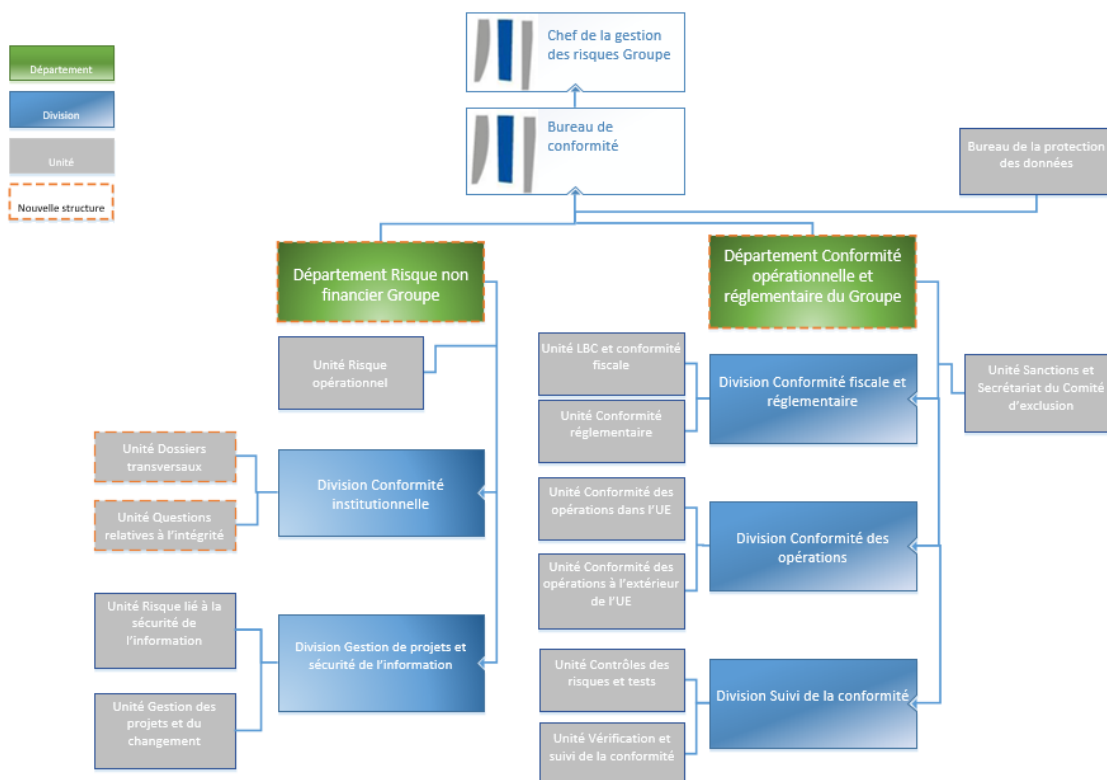 Chef de la gestion
des risques Groupe
Département
Division
Unité
Nouvelle structure
Bureau de
conformité
Bureau de la protection
des données
Département Risque non
financier Groupe
Département Conformité
opérationnelle et
réglementaire du Groupe
Unité Risque
opérationnel
Unité LBC et conformité
fiscale
Unité Conformité
réglementaire
Division Conformité fiscale et
réglementaire
Unité Sanctions et
Secrétariat du Comité
d’exclusion
Unité Dossiers
transversaux
Unité Questions
relatives à l’intégrité
Division Conformité
institutionnelle
Unité Conformité des
opérations dans l’UE
Unité Conformité des
opérations à l’extérieur
de l’UE
Division Conformité des
opérations
Unité Risque lié à la
sécurité de
l’information
Unité Gestion des
projets et du
changement
Division Gestion de projets et
sécurité de l’information
Unité Contrôles des
risques et tests
Unité Vérification et
suivi de la conformité
Division Suivi de la conformité